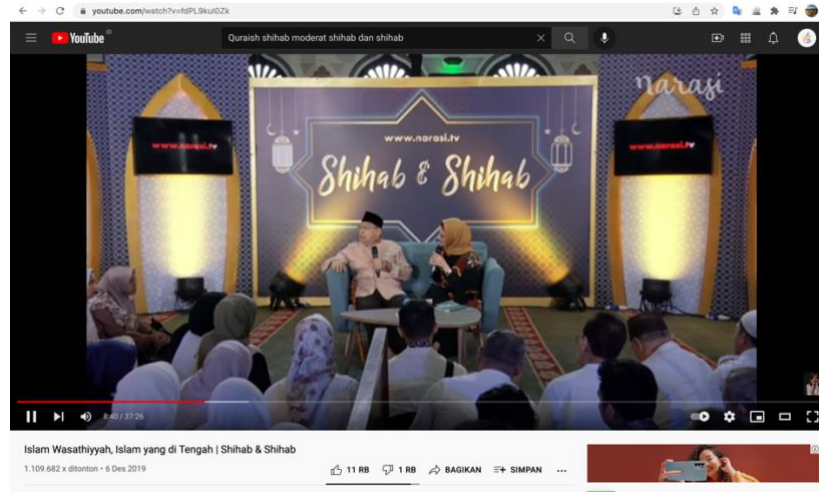 youtube.com/watch?v=fdPL9kuI0Zk
YouTube ID
Quraish shihab moderat shihab dan shihab
narasi
www.narasi.tv
www.narasi.tv
www.narasi.tv
Shihab & Shihab
8:40 / 37:26
Islam Wasathiyyah, Islam yang di Tengah | Shihab & Shihab
1.109.682 x ditonton • 6 Des 2019
11 RB
1 RB
BAGIKAN
SIMPAN